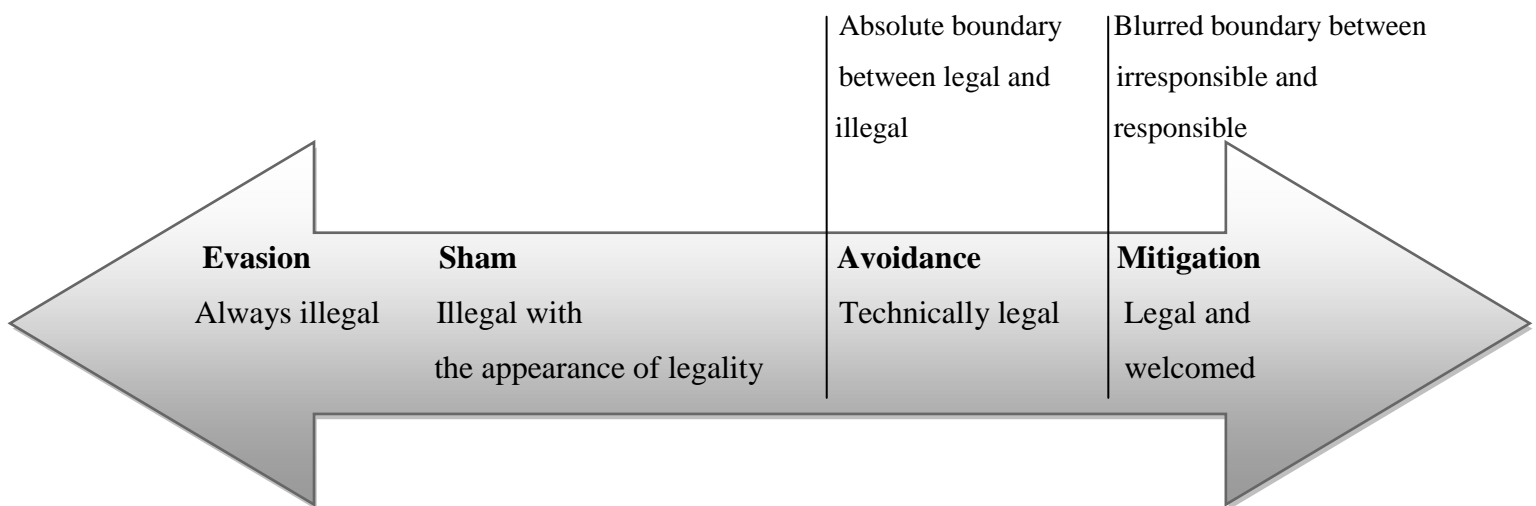 Absolute boundary
between legal and
illegal
Blurred boundary between
irresponsible and
responsible
Evasion
Always illegal
Sham
Illegal with
the appearance of legality
Avoidance
Technically legal
Mitigation
Legal and
welcomed